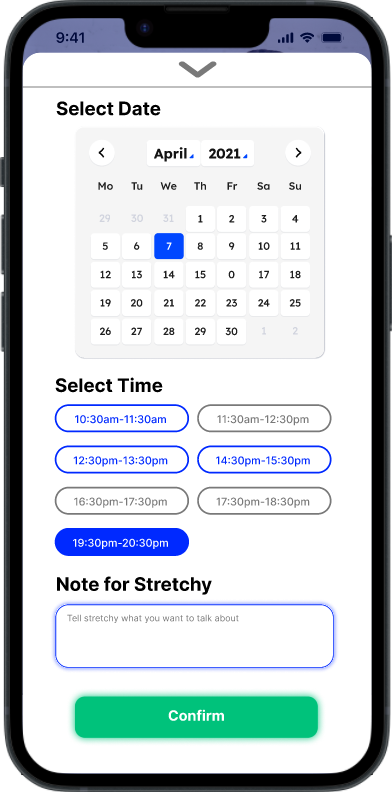 9:41
Select Date
April 2021
Mo Tu We Th Fr Sa Su
29 30 31 1 2 3 4
5 6 7 8 9 10 11
12 13 14 15 0 17 18
19 20 21 22 23 24 25
26 27 28 29 30 1 2
Select Time
10:30am-11:30am 11:30am-12:30pm
12:30pm-13:30pm 14:30pm-15:30pm
16:30pm-17:30pm 17:30pm-18:30pm
19:30pm-20:30pm
Note for Stretchy
Tell stretchy what you want to talk about
Confirm